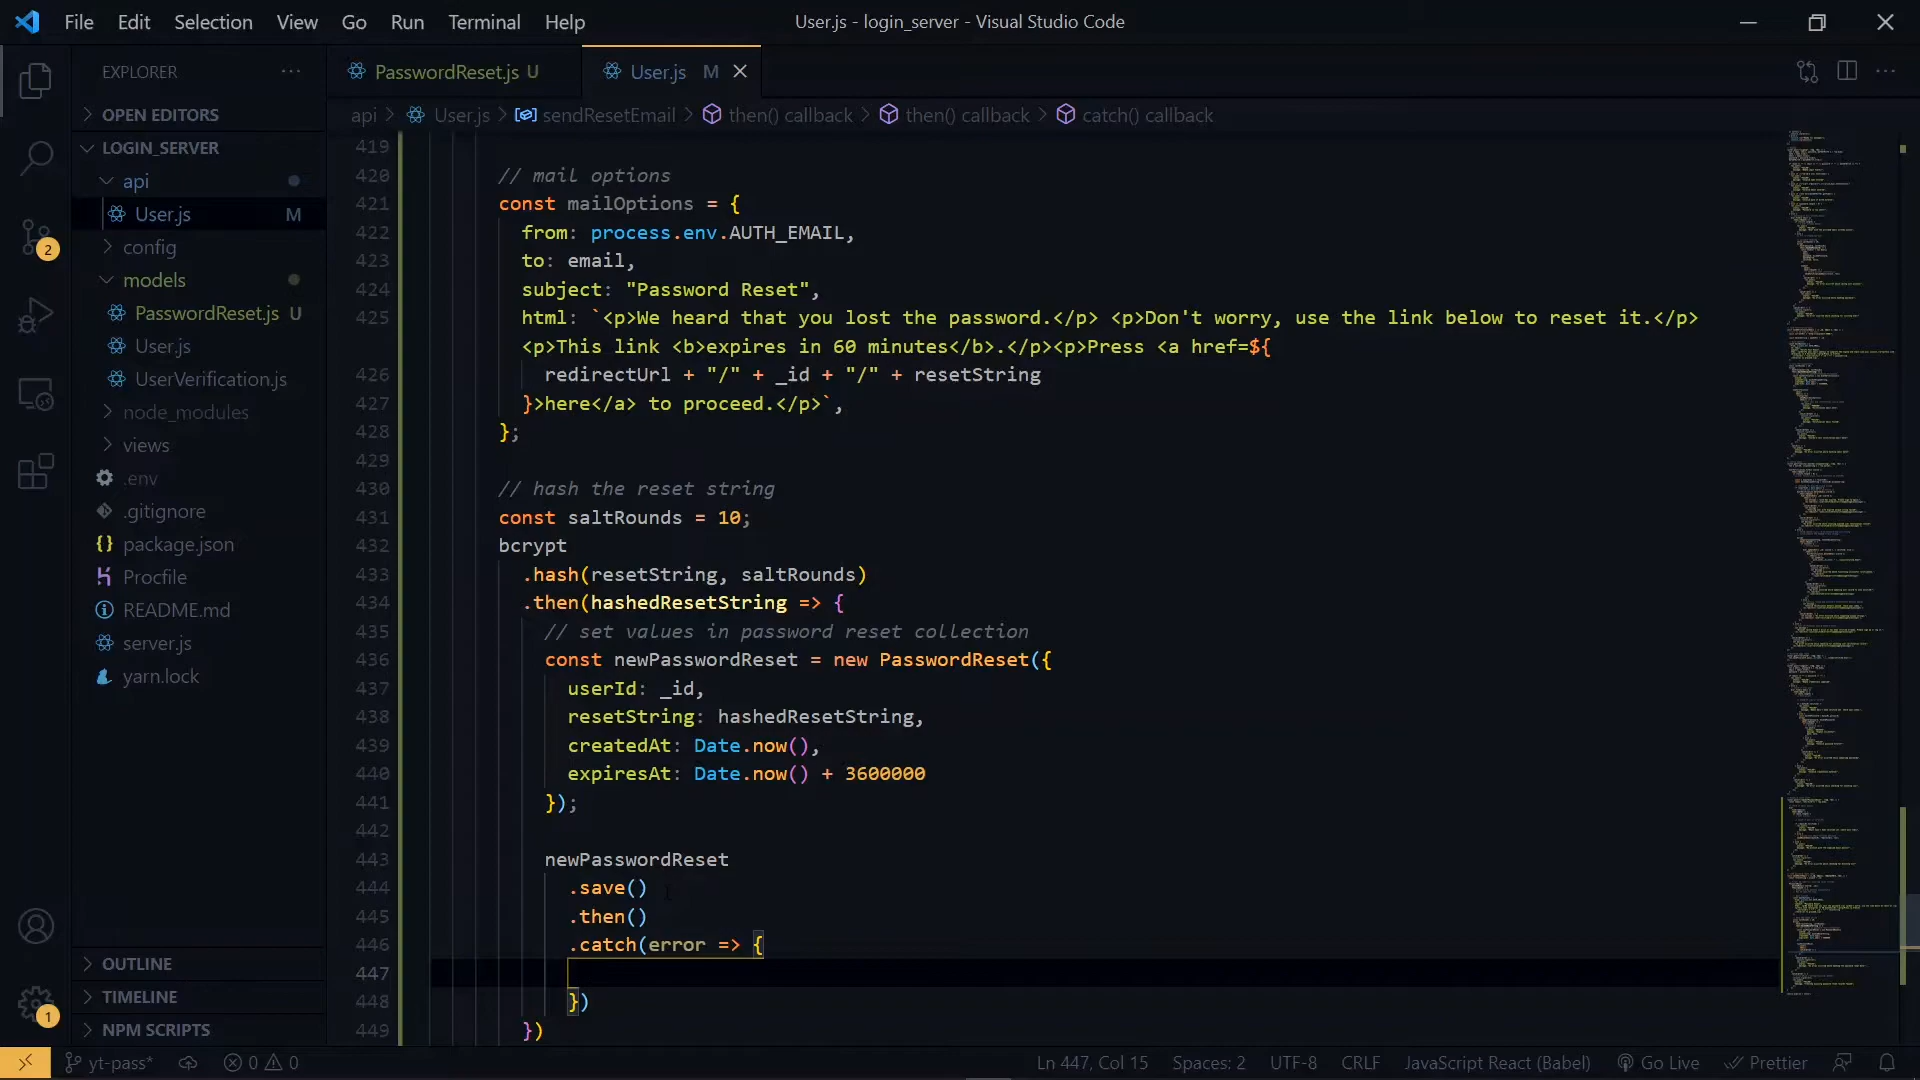 File Edit Selection View Go Run Terminal Help
User.js - login_server - Visual Studio Code
EXPLORER
OPEN EDITORS
LOGIN_SERVER
api
User.js M
config
models
PasswordReset.js U
User.js
UserVerification.js
node_modules
views
.env
.gitignore
package.json
Procfile
README.md
server.js
yarn.lock
OUTLINE
TIMELINE
NPM SCRIPTS
2
1
PasswordReset.js U
User.js M
api > User.js > sendResetEmail > then() callback > then() callback > catch() callback
419
420 // mail options
421 const mailOptions = {
422 from: process.env.AUTH_EMAIL,
423 to: email,
424 subject: "Password Reset",
425 html: `<p>We heard that you lost the password.</p> <p>Don't worry, use the link below to reset it.</p>
<p>This link <b>expires in 60 minutes</b>.</p><p>Press <a href=${
426 redirectUrl + "/" + _id + "/" + resetString
427 }>here</a> to proceed.</p>`,
428 };
429
430 // hash the reset string
431 const saltRounds = 10;
432 bcrypt
433 .hash(resetString, saltRounds)
434 .then(hashedResetString => {
435 // set values in password reset collection
436 const newPasswordReset = new PasswordReset({
437 userId: _id,
438 resetString: hashedResetString,
439 createdAt: Date.now(),
440 expiresAt: Date.now() + 3600000
441 });
442
443 newPasswordReset
444 .save()
445 .then()
446 .catch(error => {
447
448 })
449 })
yt-pass* 0 0
Ln 447, Col 15 Spaces: 2 UTF-8 CRLF JavaScript React (Babel) Go Live Prettier